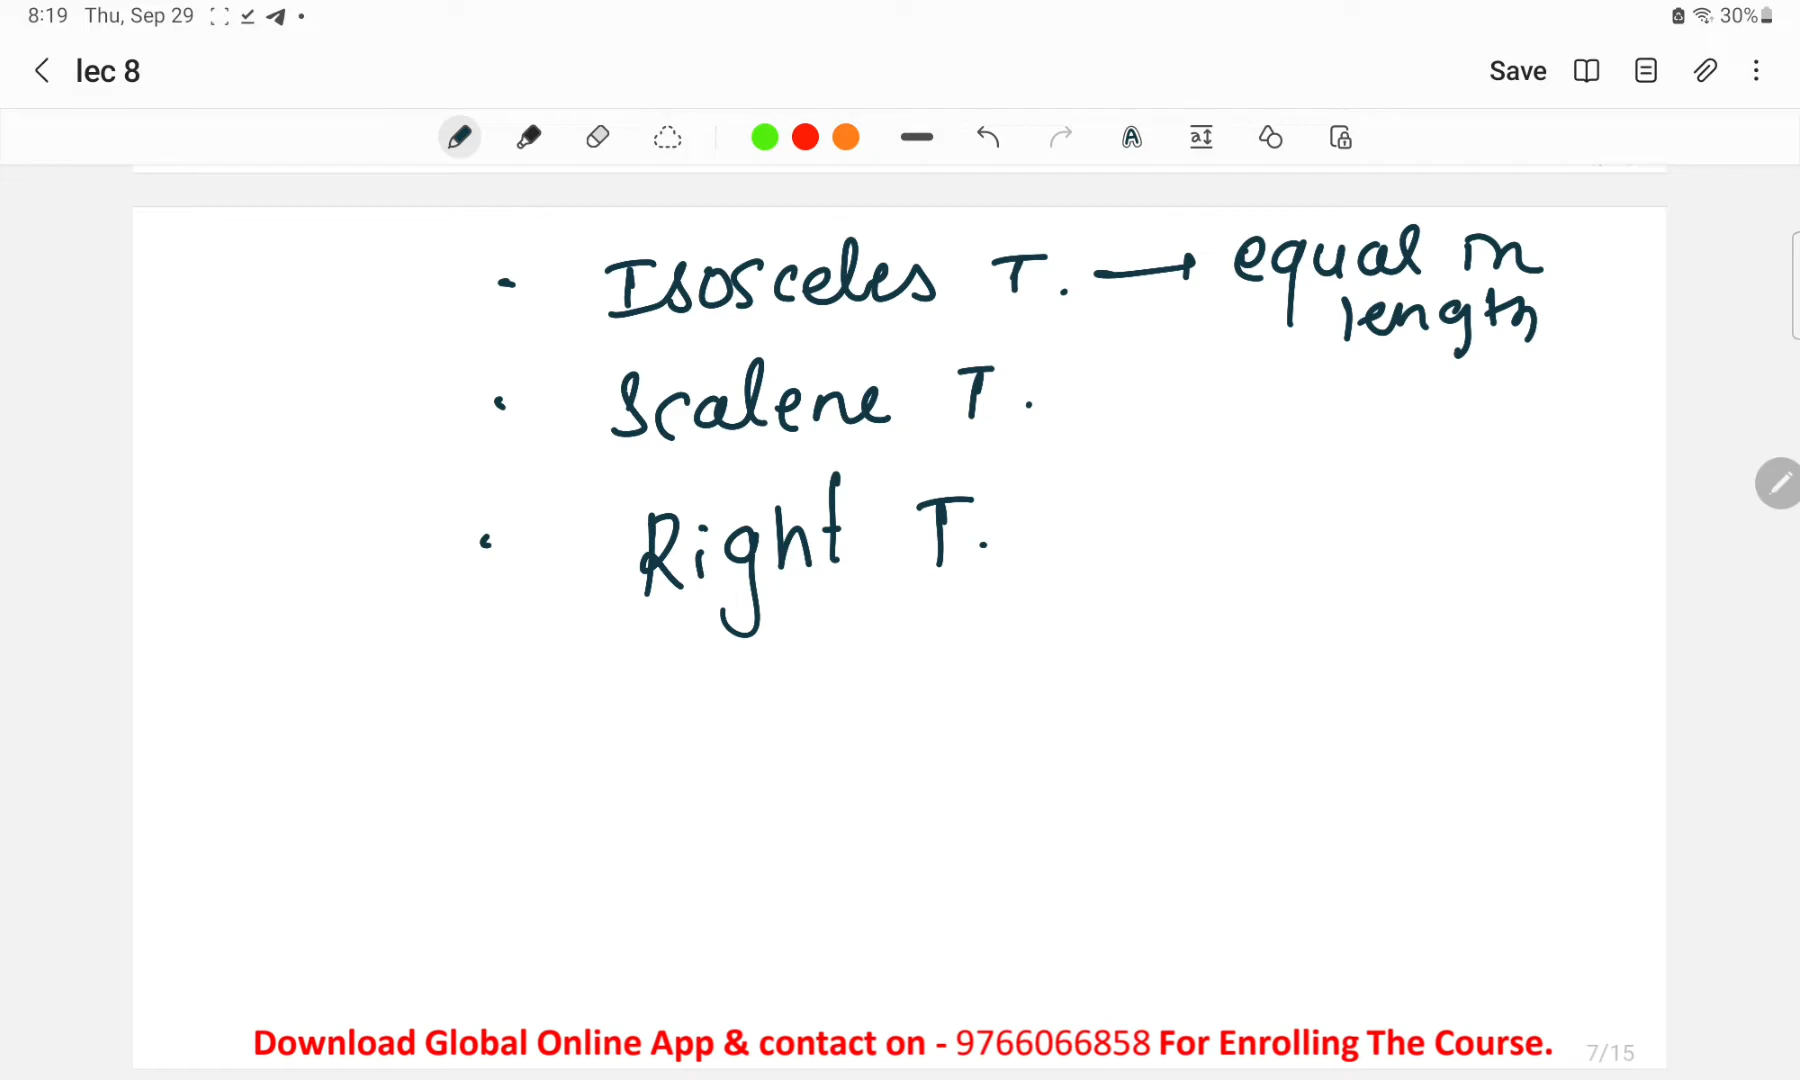 8:19 Thu, Sep 29
30%
lec 8
Save
• Isosceles T. → equal in
length
• Scalene T.
• Right T.
Download Global Online App & contact on - 9766066858 For Enrolling The Course.
7/15